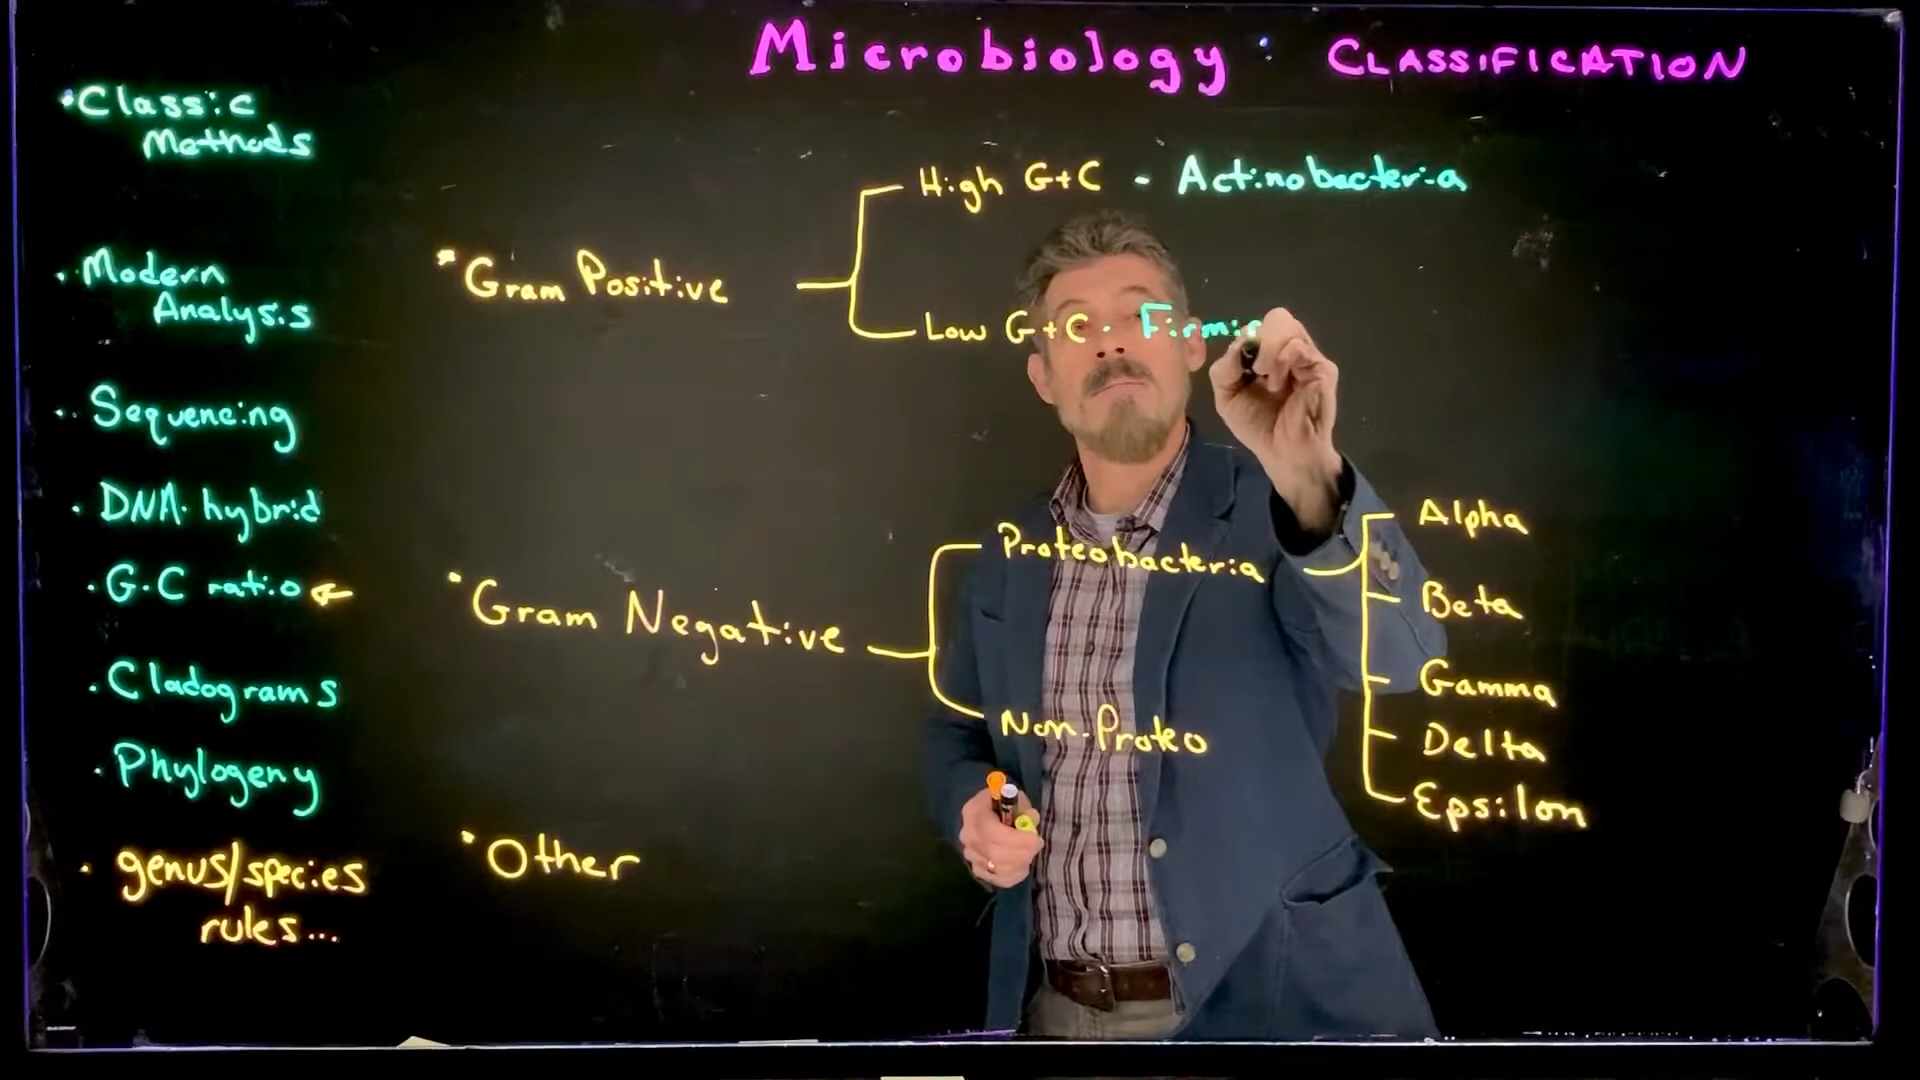 Microbiology : CLASSIFICATION
• Classic
Methods
• Modern
Analysis
• Sequencing
• DNA-hybrid
• G-C ratio ←
• Cladograms
• Phylogeny
• genus/species
rules...
• Gram Positive
High G+C - Actinobacteria
Low G+C -
• Gram Negative
Proteobacteria
Non-Proteo
Alpha
Beta
Gamma
Delta
Epsilon
• Other